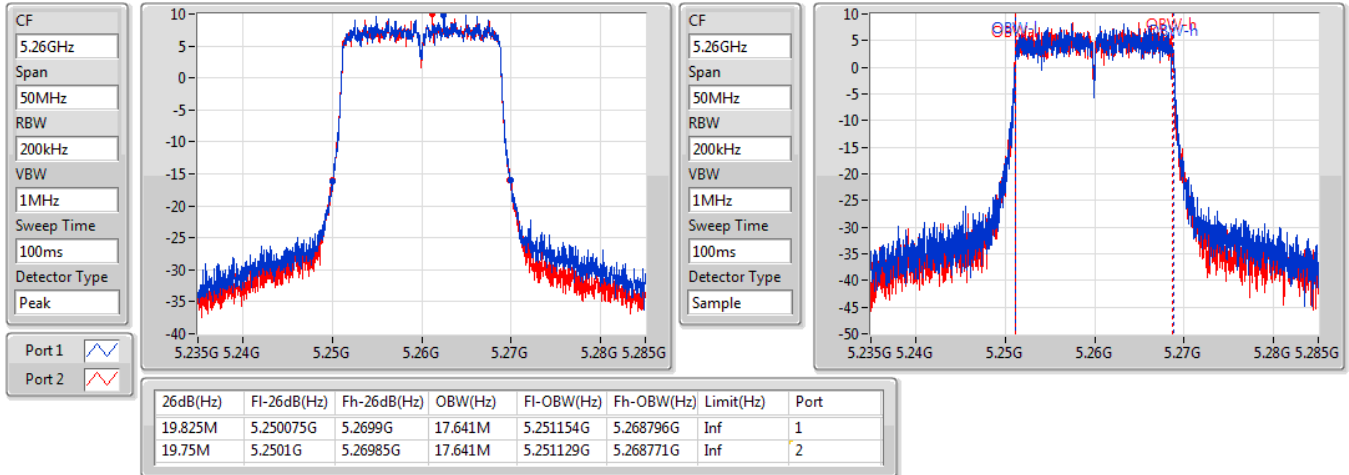 CF
5.26GHz
Span
50MHz
RBW
200kHz
VBW
1MHz
Sweep Time
100ms
Detector Type
Peak
10
5
0
-5
-10
-15
-20
-25
-30
-35
-40
5.235G 5.24G 5.25G 5.26G 5.27G 5.28G 5.285G
CF
5.26GHz
Span
50MHz
RBW
200kHz
VBW
1MHz
Sweep Time
100ms
Detector Type
Sample
10
5
0
-5
-10
-15
-20
-25
-30
-35
-40
-45
-50
OBW-h
OBW-h
5.235G 5.24G 5.25G 5.26G 5.27G 5.28G 5.285G
Port 1
Port 2
26dB(Hz) Fl-26dB(Hz) Fh-26dB(Hz) OBW(Hz) Fl-OBW(Hz) Fh-OBW(Hz) Limit(Hz) Port
19.825M 5.250075G 5.2699G 17.641M 5.251154G 5.268796G Inf 1
19.75M 5.2501G 5.26985G 17.641M 5.251129G 5.268771G Inf 2